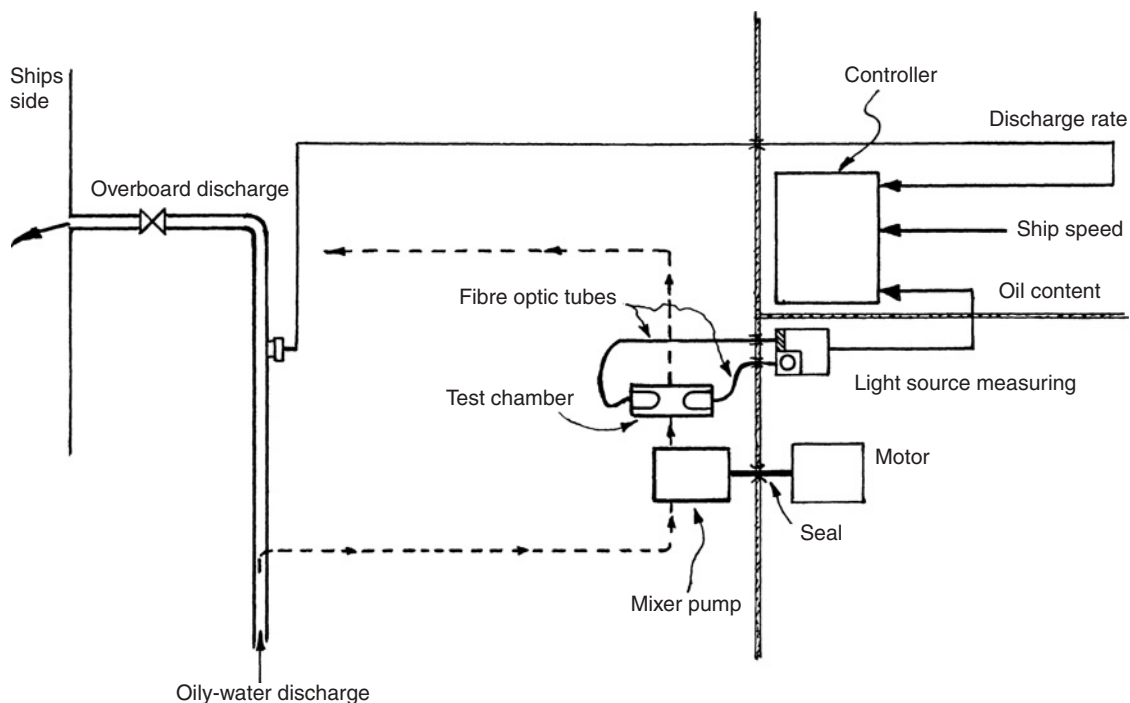 Ships
side
Controller
Discharge rate
Overboard discharge
Ship speed
Fibre optic tubes
Oil content
Test chamber
Light source measuring
Motor
Seal
Mixer pump
Oily-water discharge